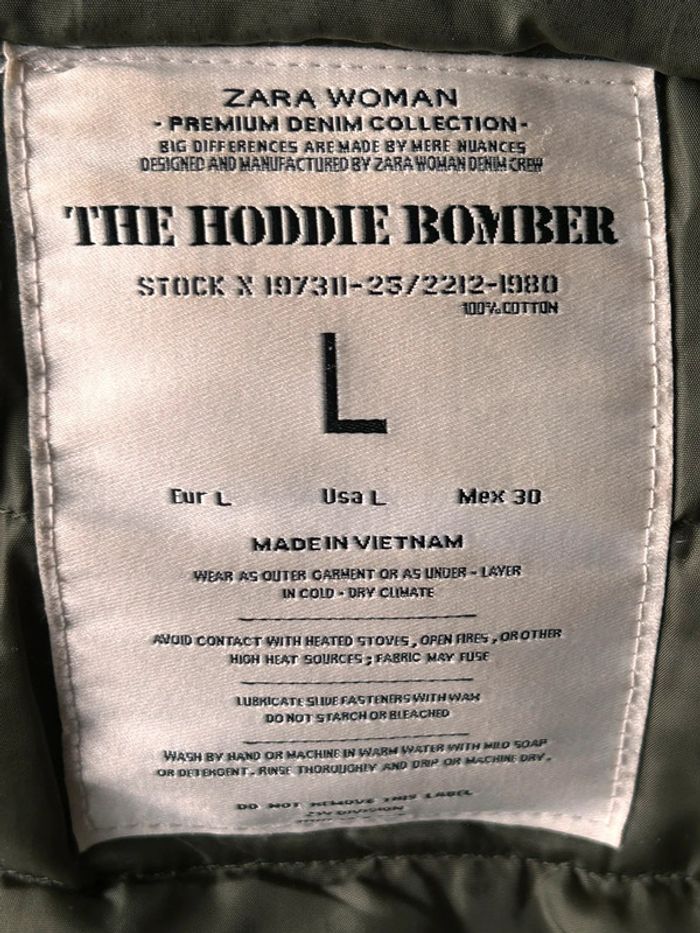 ZARA WOMAN
- PREMIUM DENIM COLLECTION -
BIG DIFFERENCES ARE MADE BY MERE NUANCES
DESIGNED AND MANUFACTURED BY ZARA WOMAN DENIM CREW
THE HODDIE BOMBER
STOCK X 197311-25/2212-1980
100% COTTON
L
Eur L Usa L Mex 30
MADE IN VIETNAM
WEAR AS OUTER GARMENT OR AS UNDER - LAYER
IN COLD - DRY CLIMATE
AVOID CONTACT WITH HEATED STOVES, OPEN FIRES, OR OTHER
HIGH HEAT SOURCES; FABRIC MAY FUSE
LUBRICATE SLIDE FASTENERS WITH WAX
DO NOT STARCH OR BLEACHED
WASH BY HAND OR MACHINE IN WARM WATER WITH MILD SOAP
OR DETERGENT. RINSE THOROUGHLY AND DRIP OR MACHINE DRY.
DO NOT REMOVE THIS LABEL
DIVISION